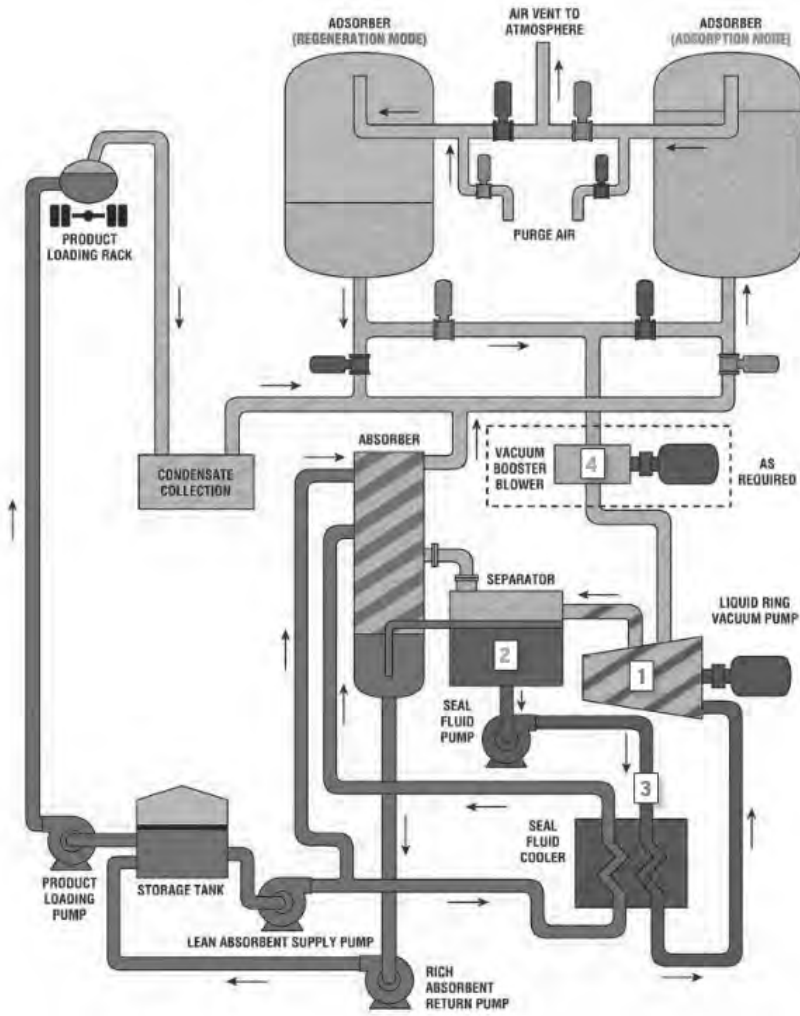 ADSORBER
(REGENERATION MODE)
AIR VENT TO
ATMOSPHERE
ADSORBER
(ADSORPTION MODE)
PURGE AIR
PRODUCT
LOADING RACK
CONDENSATE
COLLECTION
ABSORBER
VACUUM
BOOSTER
BLOWER
4
AS
REQUIRED
SEPARATOR
LIQUID RING
VACUUM PUMP
1
2
SEAL
FLUID
PUMP
3
SEAL
FLUID
COOLER
PRODUCT
LOADING
PUMP
STORAGE TANK
LEAN ABSORBENT SUPPLY PUMP
RICH
ABSORBENT
RETURN PUMP